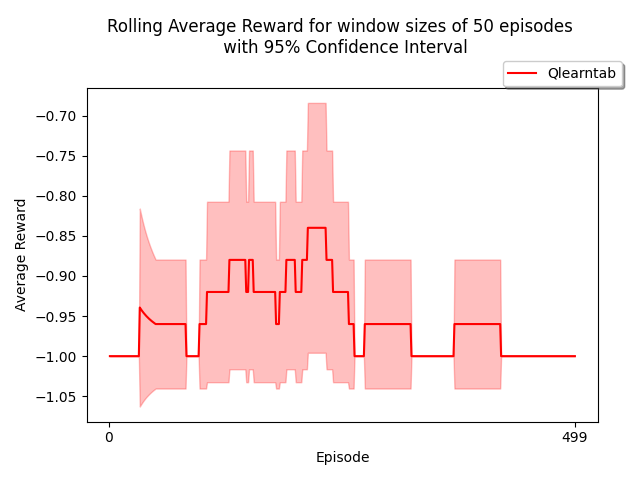 Rolling Average Reward for window sizes of 50 episodes
with 95% Confidence Interval
Qlearntab
−0.70
−0.75
−0.80
−0.85
−0.90
−0.95
−1.00
−1.05
Average Reward
0
499
Episode